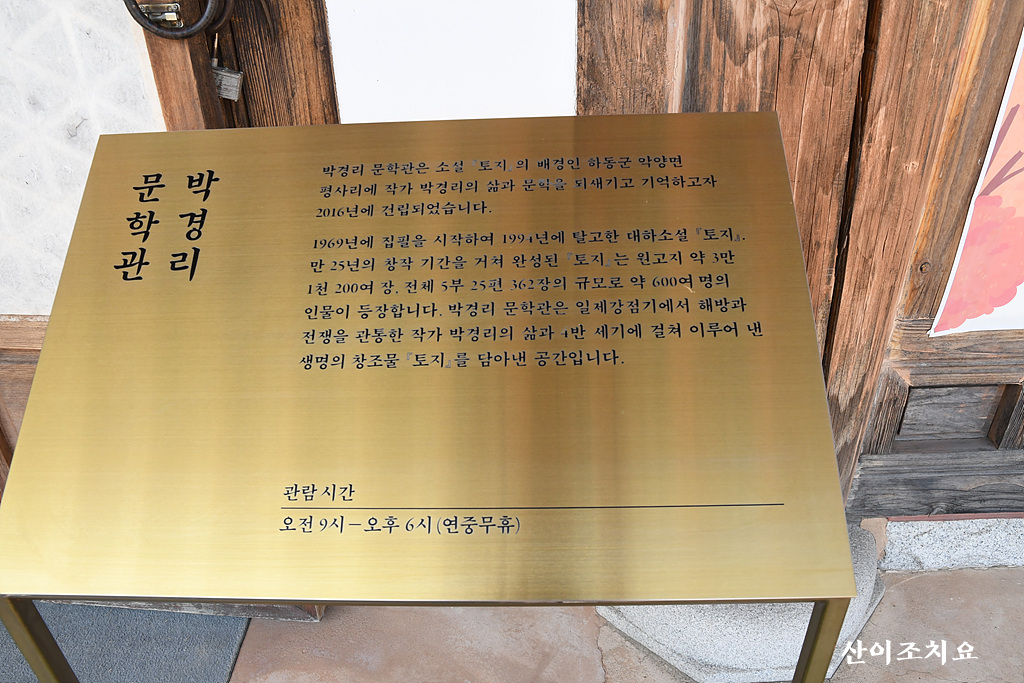 박경리
문학관
박경리 문학관은 소설 『토지』의 배경인 하동군 악양면
평사리에 작가 박경리의 삶과 문학을 되새기고 기억하고자
2016년에 건립되었습니다.
1969년에 집필을 시작하여 1994년에 탈고한 대하소설 『토지』.
만 25년의 창작 기간을 거쳐 완성된 『토지』는 원고지 약 3만
1천 200여 장, 전체 5부 25편 362장의 규모로 약 600여 명의
인물이 등장합니다. 박경리 문학관은 일제강점기에서 해방과
전쟁을 관통한 작가 박경리의 삶과 4반 세기에 걸쳐 이루어 낸
생명의 창조물 『토지』를 담아낸 공간입니다.
관람 시간
오전 9시－오후 6시 (연중무휴)
산이조치요